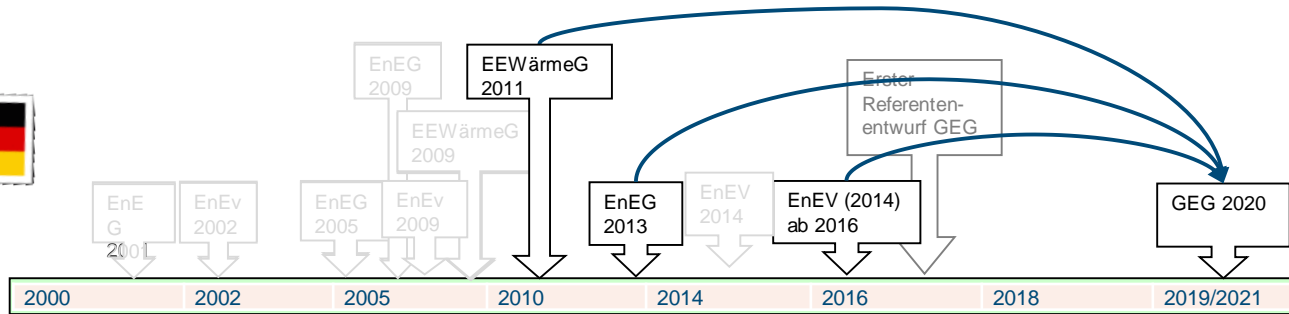 EnEG
2009
EEWärmeG
2011
Erster
Referenten-
entwurf GEG
EEWärmeG
2009
EnE
G
2001
EnEv
2002
EnEG
2005
EnEv
2009
EnEG
2013
EnEV
2014
EnEV (2014)
ab 2016
GEG 2020
2000 2002 2005 2010 2014 2016 2018 2019/2021